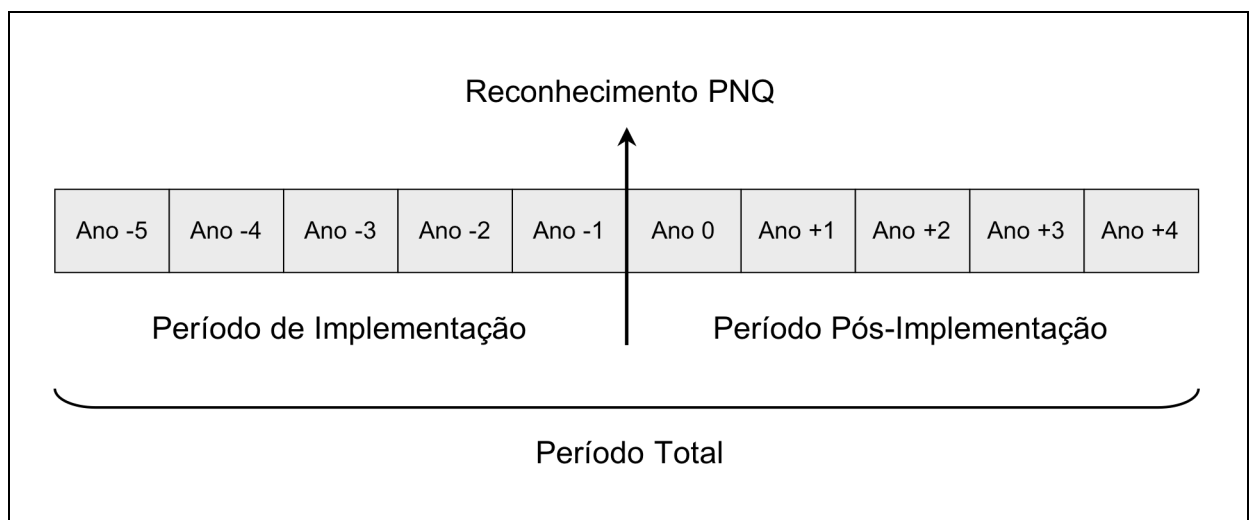 Reconhecimento PNQ
Ano -5 Ano -4 Ano -3 Ano -2 Ano -1 Ano 0 Ano +1 Ano +2 Ano +3 Ano +4
Período de Implementação Período Pós-Implementação
Período Total